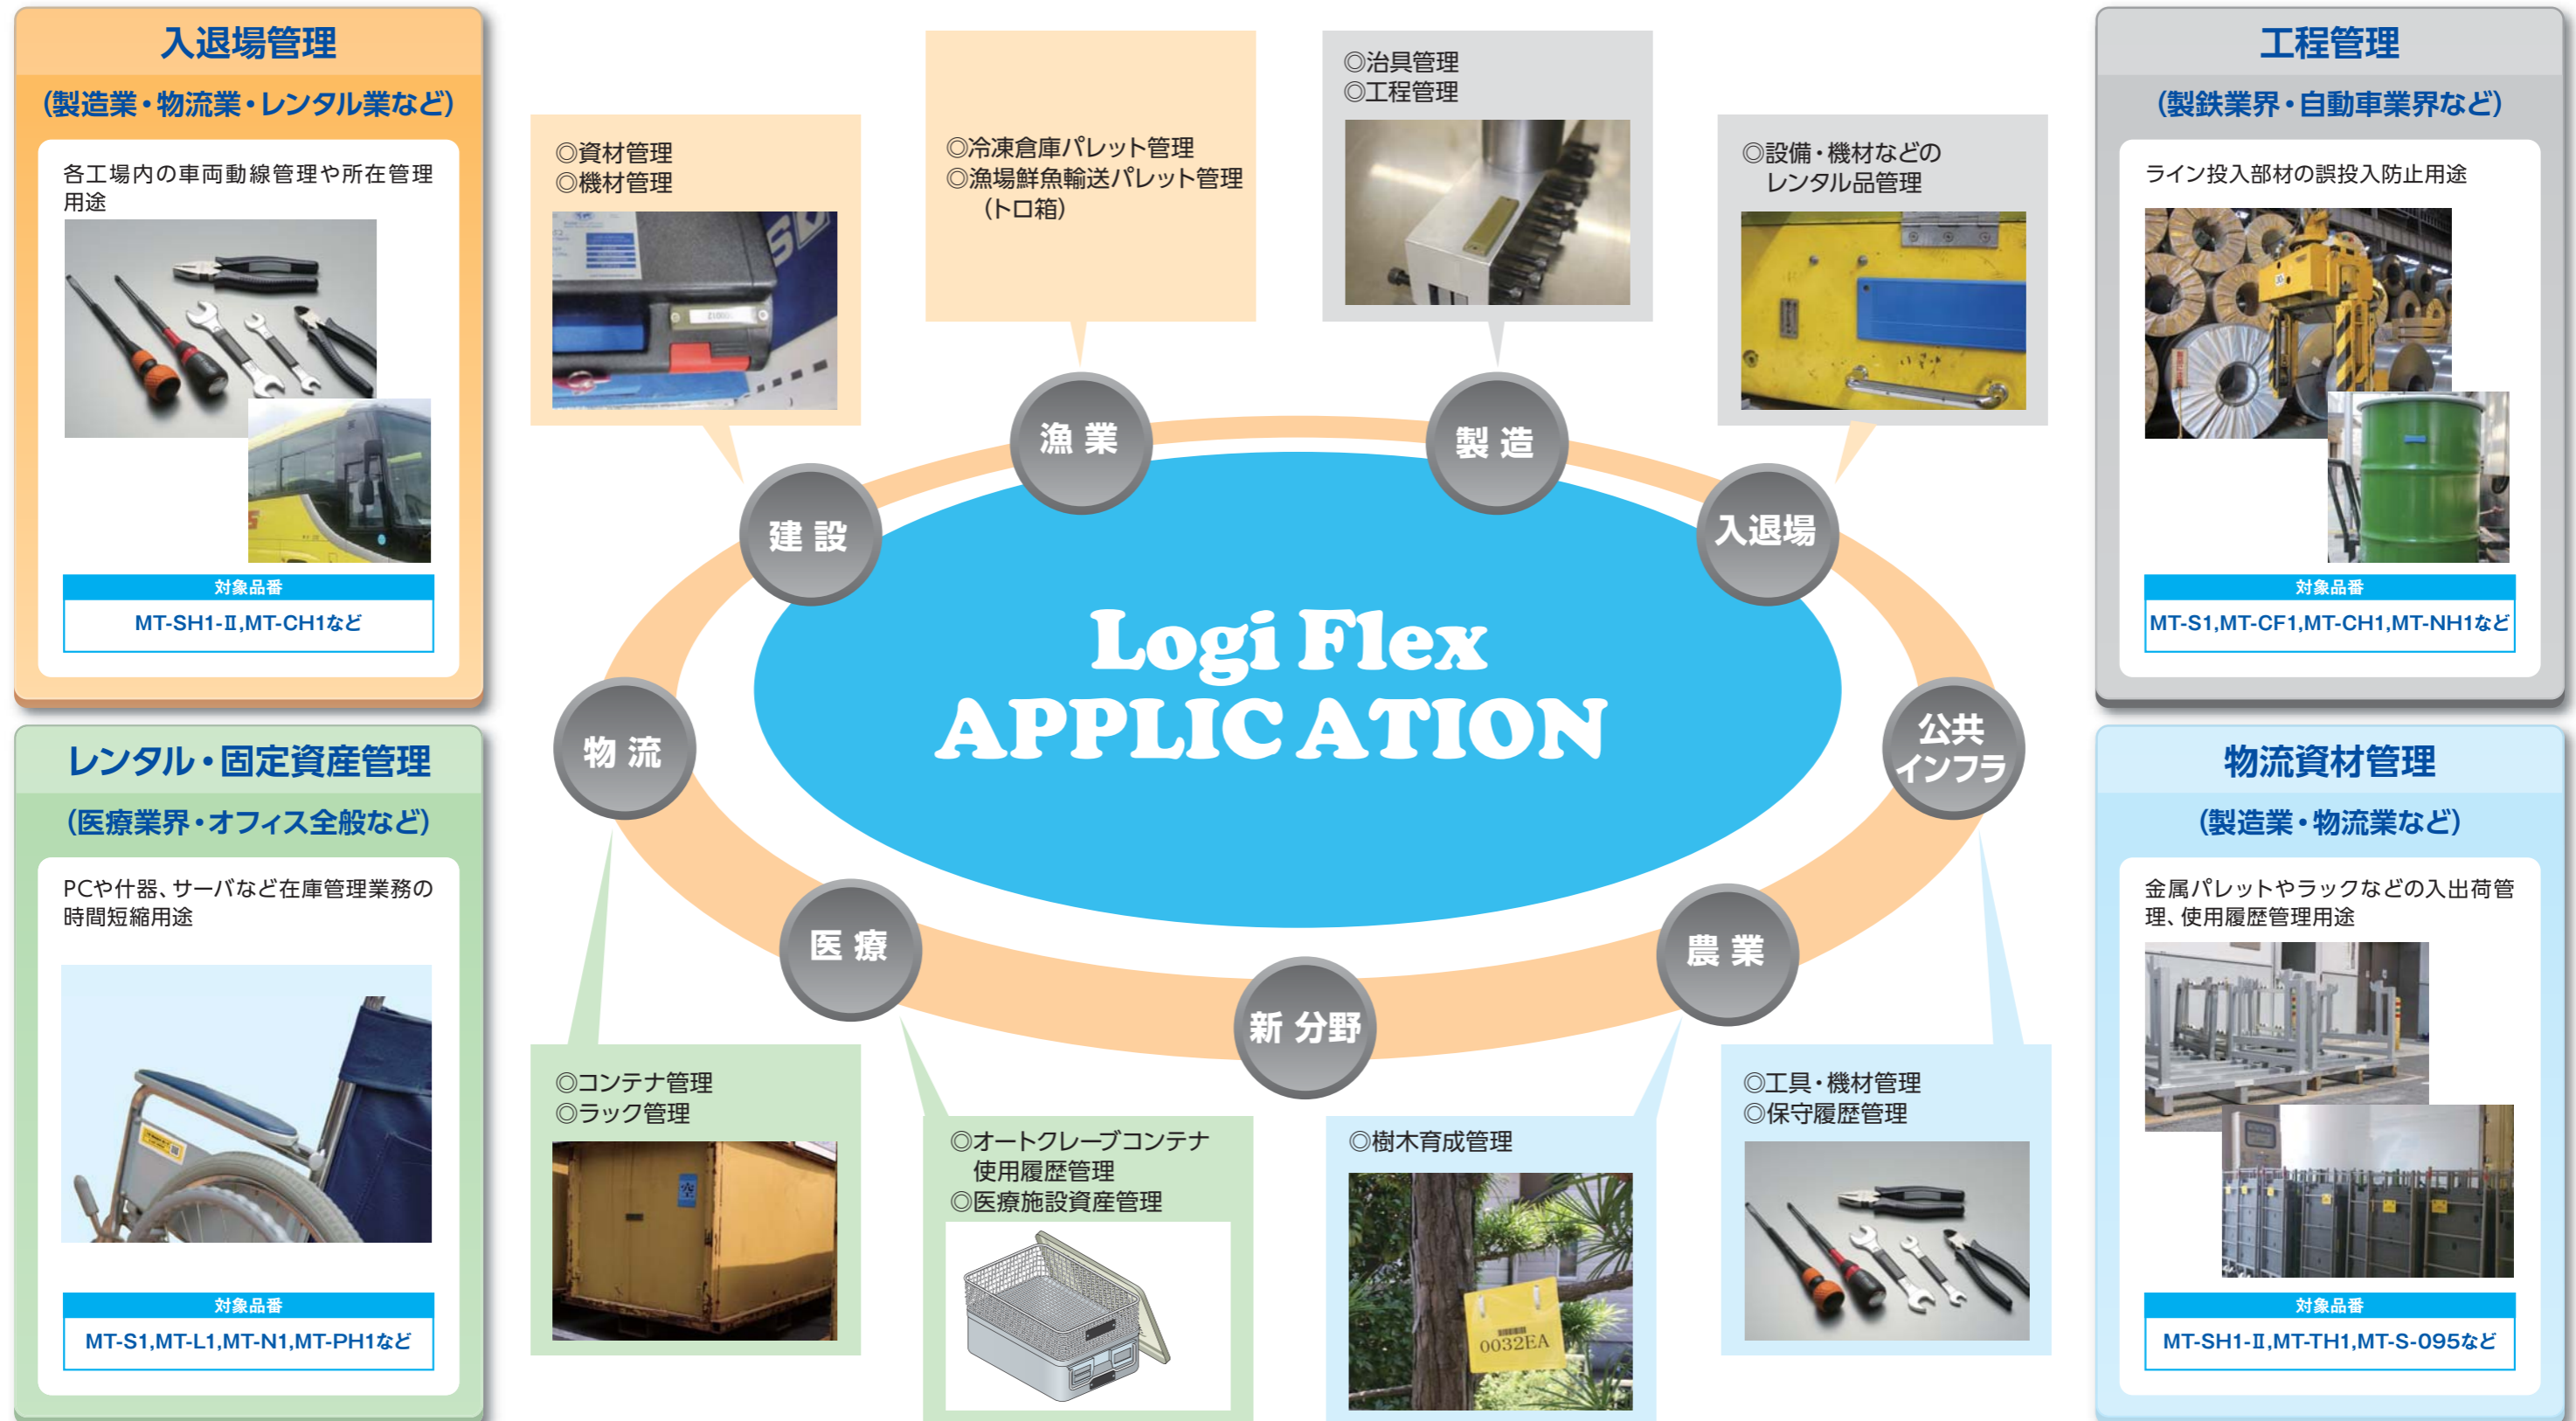 入退場管理
(製造業・物流業・レンタル業など)
各工場内の車両動線管理や所在管理
用途
対象品番
MT-SH1-Ⅱ,MT-CH1など
レンタル・固定資産管理
(医療業界・オフィス全般など)
PCや什器、サーバなど在庫管理業務の
時間短縮用途
対象品番
MT-S1,MT-L1,MT-N1,MT-PH1など
◎資材管理
◎機材管理
◎冷凍倉庫パレット管理
◎漁場鮮魚輸送パレット管理
(トロ箱)
◎治具管理
◎工程管理
◎設備・機材などの
レンタル品管理
漁業
製造
建設
入退場
Logi Flex
APPLICATION
物流
公共
インフラ
医療
農業
新分野
◎コンテナ管理
◎ラック管理
空
◎オートクレーブコンテナ
使用履歴管理
◎医療施設資産管理
◎樹木育成管理
0032EA
◎工具・機材管理
◎保守履歴管理
工程管理
(製鉄業界・自動車業界など)
ライン投入部材の誤投入防止用途
対象品番
MT-S1,MT-CF1,MT-CH1,MT-NH1など
物流資材管理
(製造業・物流業など)
金属パレットやラックなどの入出荷管
理、使用履歴管理用途
対象品番
MT-SH1-Ⅱ,MT-TH1,MT-S-095など